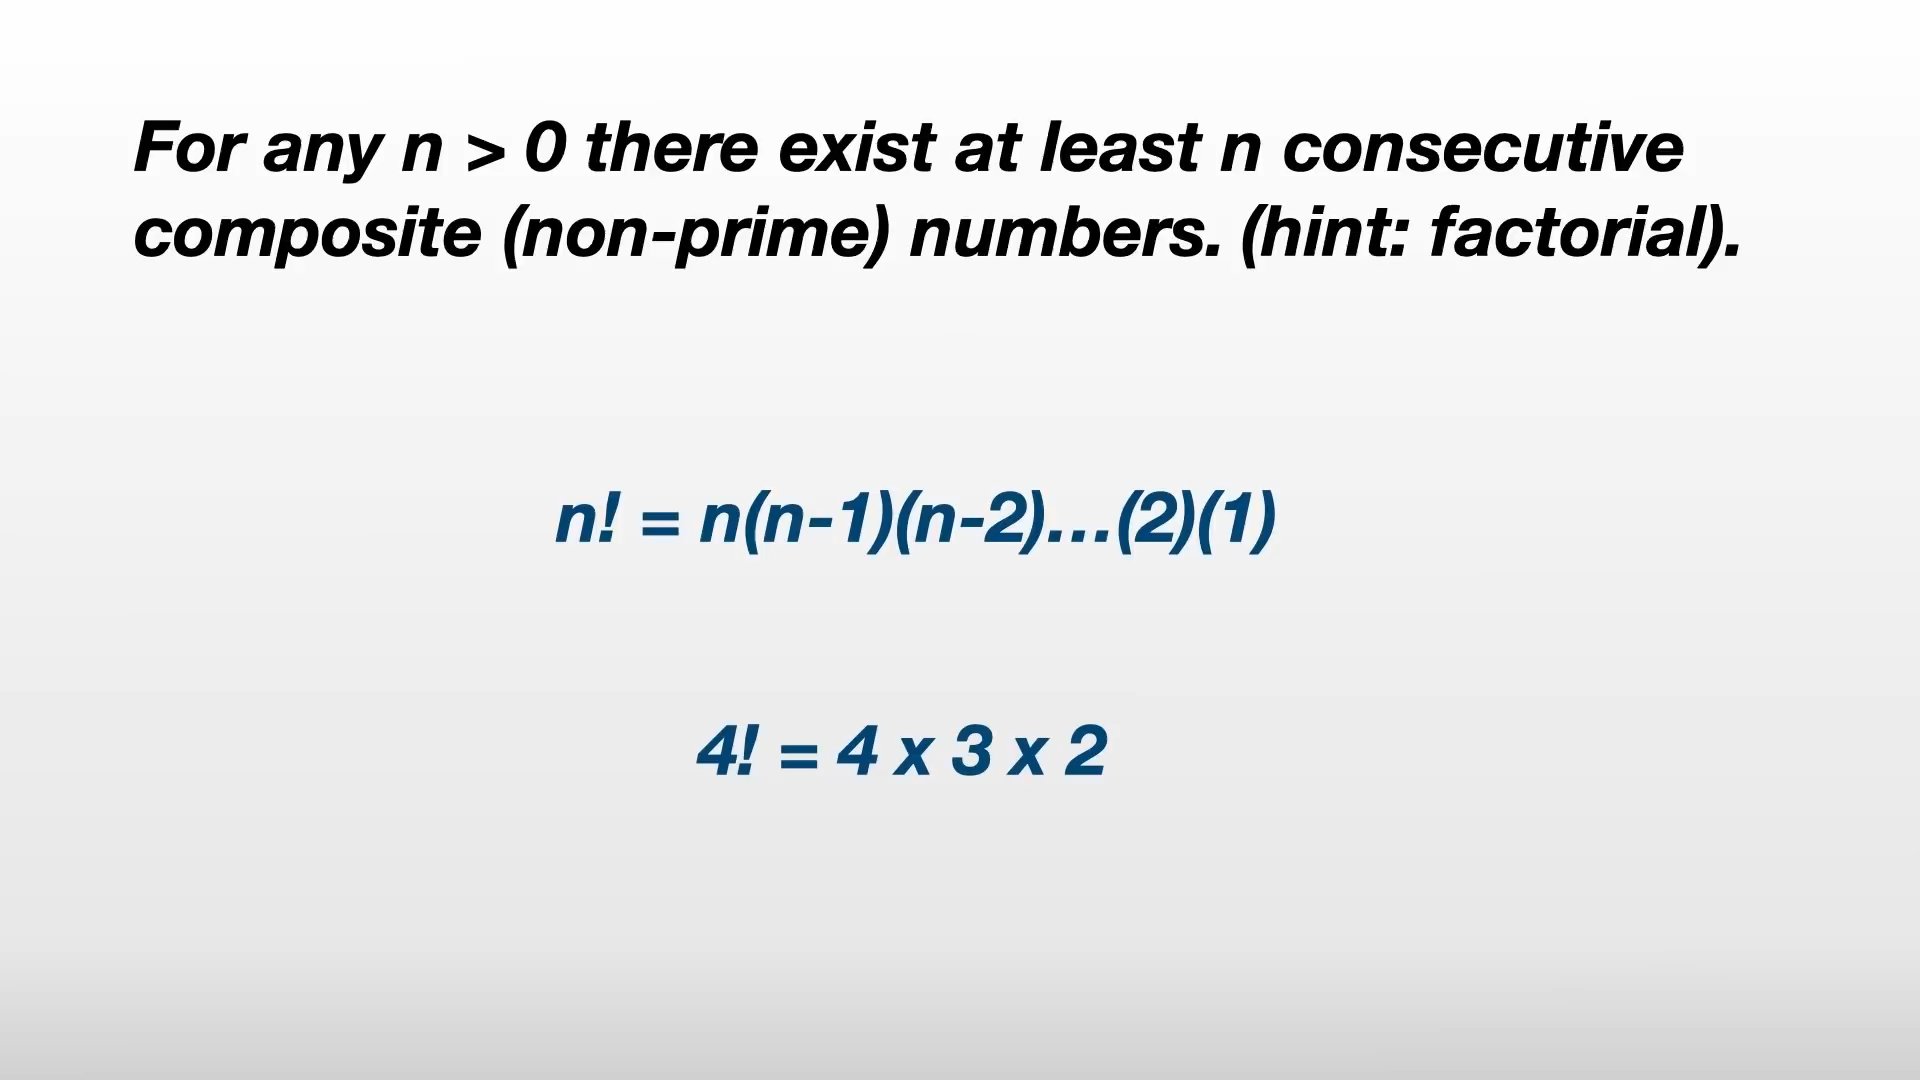 For any n > 0 there exist at least n consecutive
composite (non-prime) numbers. (hint: factorial).
n! = n(n-1)(n-2)...(2)(1)
4! = 4 x 3 x 2